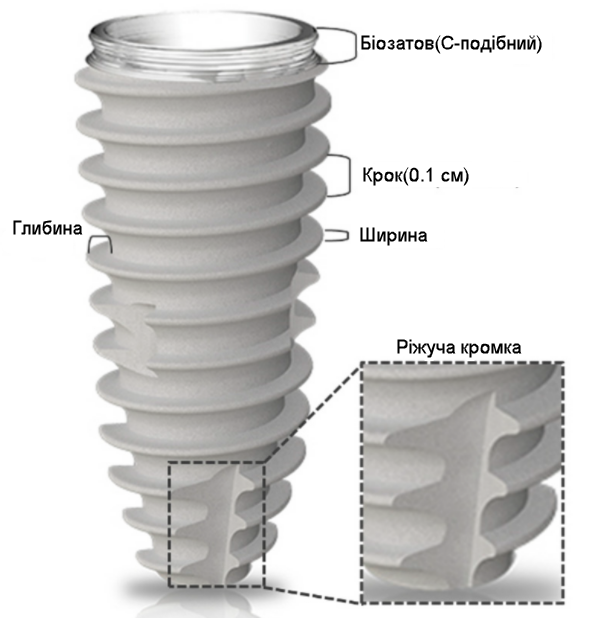 Біозатов(С-подібний)
Крок(0.1 см)
Глибина
Ширина
Ріжуча кромка